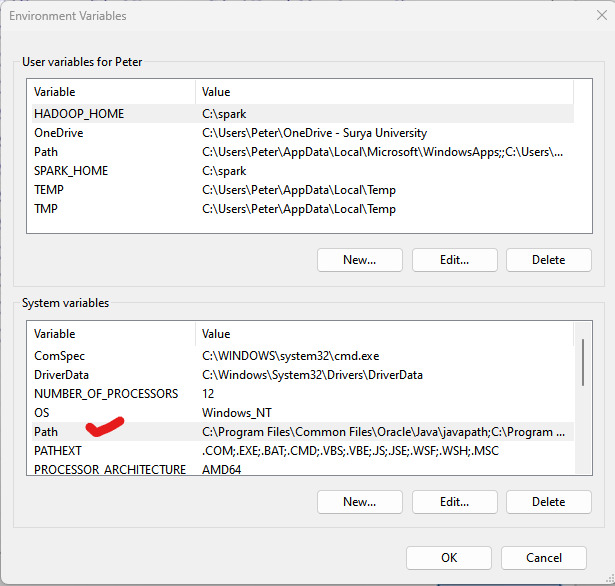 Environment Variables
User variables for Peter
Variable Value
HADOOP_HOME C:\spark
OneDrive C:\Users\Peter\OneDrive - Surya University
Path C:\Users\Peter\AppData\Local\Microsoft\WindowsApps;;C:\Users\...
SPARK_HOME C:\spark
TEMP C:\Users\Peter\AppData\Local\Temp
TMP C:\Users\Peter\AppData\Local\Temp
New... Edit... Delete
System variables
Variable Value
ComSpec C:\WINDOWS\system32\cmd.exe
DriverData C:\Windows\System32\Drivers\DriverData
NUMBER_OF_PROCESSORS 12
OS Windows_NT
Path C:\Program Files\Common Files\Oracle\Java\javapath;C:\Program ...
PATHEXT .COM;.EXE;.BAT;.CMD;.VBS;.VBE;.JS;.JSE;.WSF;.WSH;.MSC
PROCESSOR_ARCHITECTURE AMD64
New... Edit... Delete
OK Cancel